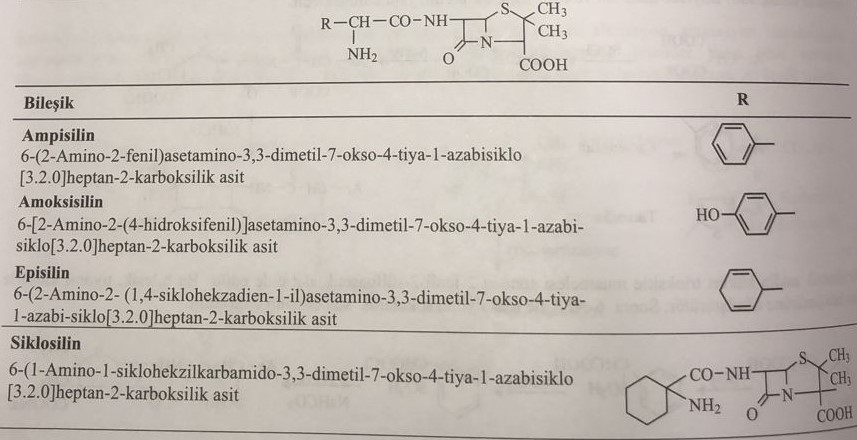 R–CH–CO–NH
NH₂
S
CH₃
CH₃
N
O
COOH
Bileşik R
Ampisilin
6-(2-Amino-2-fenil)asetamino-3,3-dimetil-7-okso-4-tiya-1-azabisiklo
[3.2.0]heptan-2-karboksilik asit
Amoksisilin
HO
6-[2-Amino-2-(4-hidroksifenil)]asetamino-3,3-dimetil-7-okso-4-tiya-1-azabi-
siklo[3.2.0]heptan-2-karboksilik asit
Episilin
6-(2-Amino-2- (1,4-siklohekzadien-1-il)asetamino-3,3-dimetil-7-okso-4-tiya-
1-azabi-siklo[3.2.0]heptan-2-karboksilik asit
Siklosilin
6-(1-Amino-1-siklohekzilkarbamido-3,3-dimetil-7-okso-4-tiya-1-azabisiklo
[3.2.0]heptan-2-karboksilik asit
CO–NH
NH₂
S
CH₃
CH₃
N
O
COOH